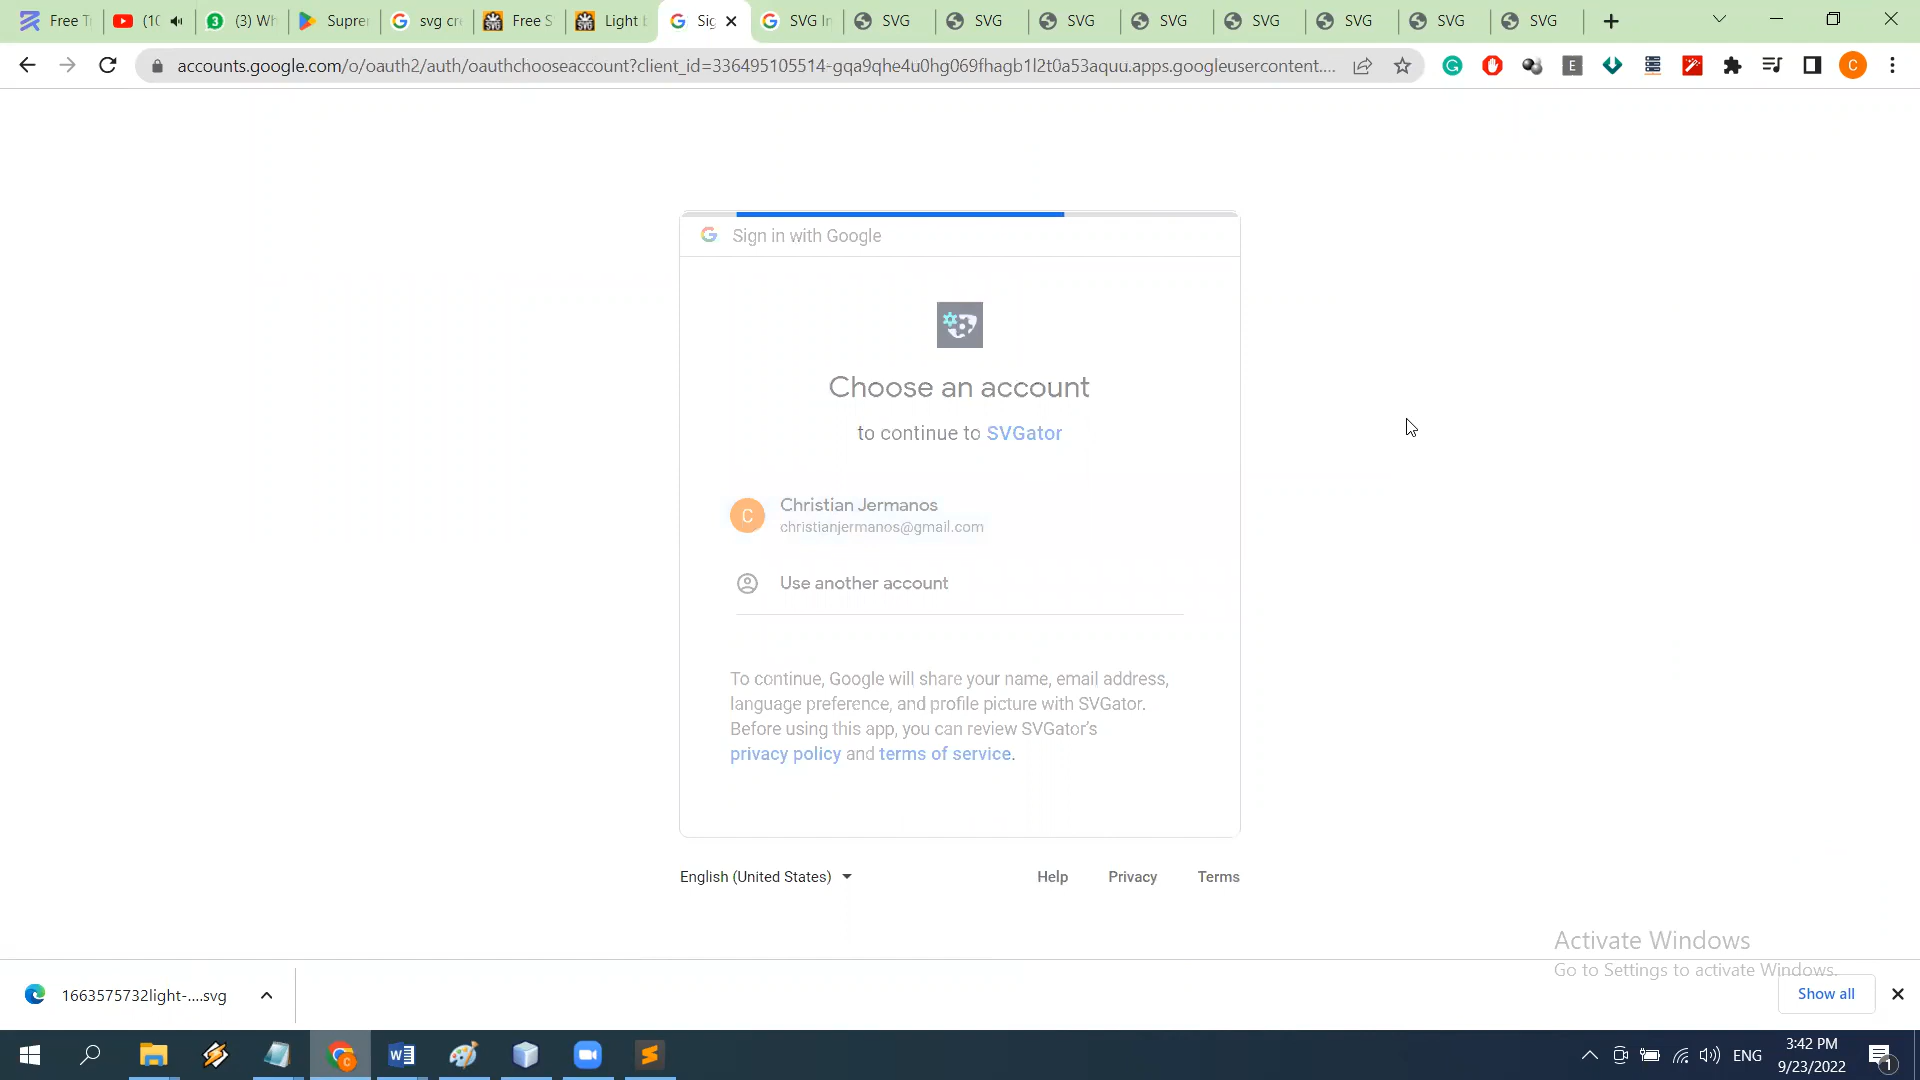 Free Ti
(10
(3) Wh
Suprer
svg cre
Free S
Light b
Sig
SVG In
SVG
SVG
SVG
SVG
SVG
SVG
SVG
SVG
accounts.google.com/o/oauth2/auth/oauthchooseaccount?client_id=336495105514-gqa9qhe4u0hg069fhagb1l2t0a53aquu.apps.googleusercontent....
Sign in with Google
Choose an account
to continue to SVGator
C
Christian Jermanos
christianjermanos@gmail.com
Use another account
To continue, Google will share your name, email address,
language preference, and profile picture with SVGator.
Before using this app, you can review SVGator's
privacy policy and terms of service.
English (United States)
Help
Privacy
Terms
Activate Windows
Go to Settings to activate Windows.
1663575732light-....svg
Show all
ENG
3:42 PM
9/23/2022
1